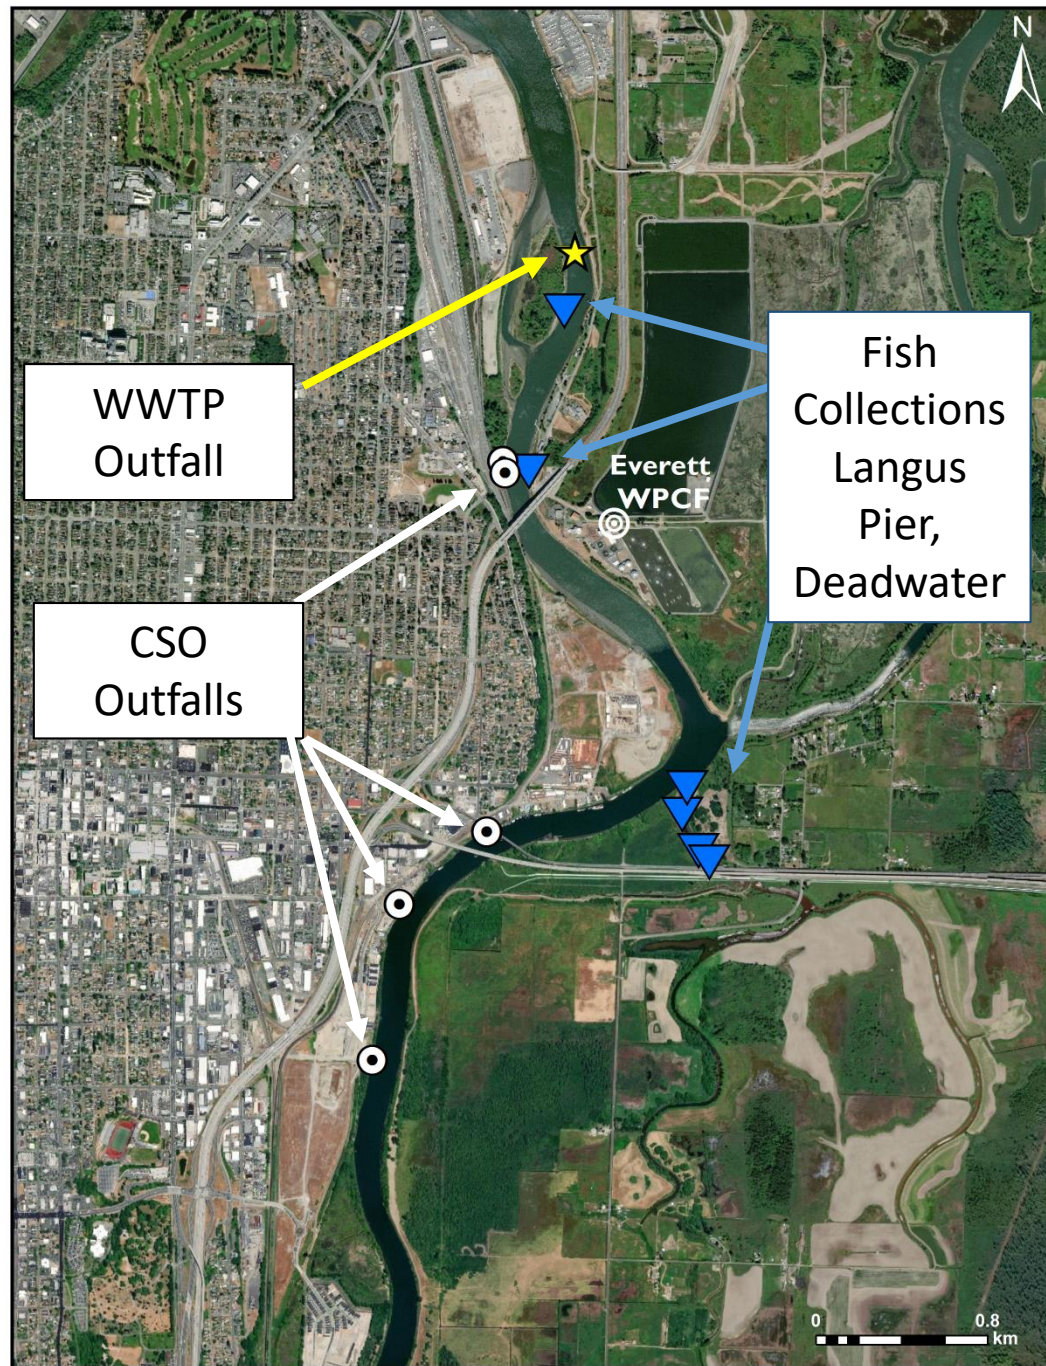 N
WWTP
Outfall
Fish
Collections
Langus
Pier,
Deadwater
Everett
WPCF
CSO
Outfalls
0 0.8
km